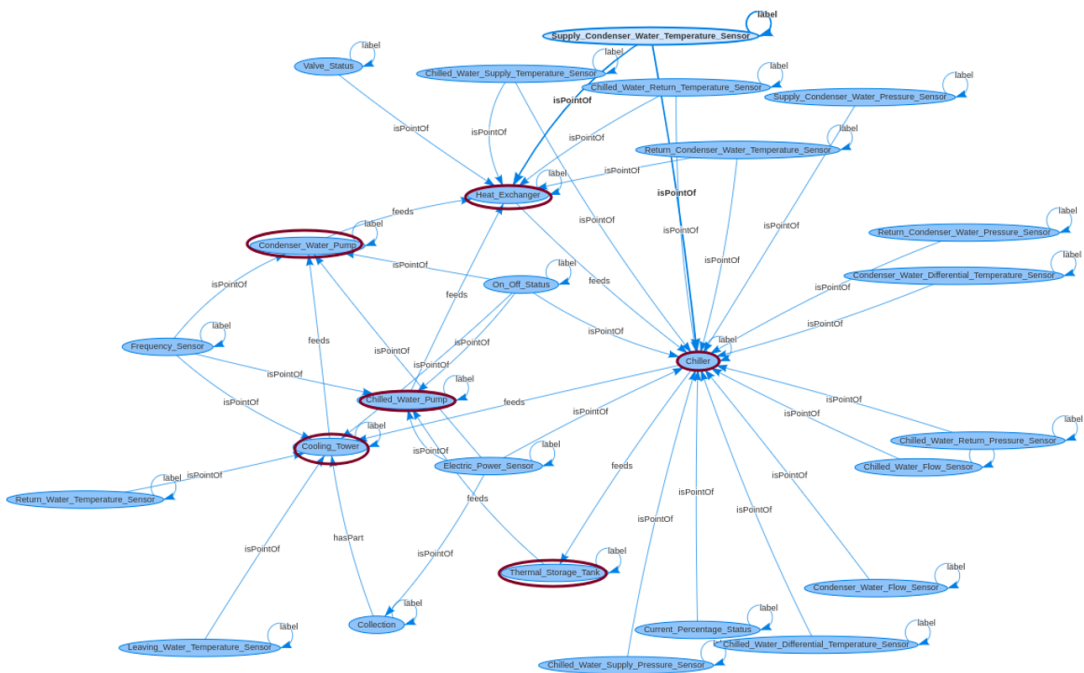 label
Supply_Condenser_Water_Temperature_Sensor
label
Valve_Status
label
Chilled_Water_Supply_Temperature_Sensor
label
Chilled_Water_Return_Temperature_Sensor
label
Supply_Condenser_Water_Pressure_Sensor
isPointOf
isPointOf
isPointOf
isPointOf
label
Return_Condenser_Water_Temperature_Sensor
isPointOf
label
Heat_Exchanger
isPointOf
feeds
label
Condenser_Water_Pump
isPointOf
isPointOf
isPointOf
label
Return_Condenser_Water_Pressure_Sensor
label
Condenser_Water_Differential_Temperature_Sensor
isPointOf
isPointOf
label
On_Off_Status
feeds
isPointOf
isPointOf
feeds
label
Frequency_Sensor
feeds
isPointOf
isPointOf
isPointOf
isPointOf
label
Chiller
isPointOf
isPointOf
label
Chilled_Water_Pump
isPointOf
feeds
isPointOf
isPointOf
isPointOf
label
Cooling_Tower
isPointOf
label
Electric_Power_Sensor
label
Chilled_Water_Return_Pressure_Sensor
label
Chilled_Water_Flow_Sensor
feeds
isPointOf
isPointOf
label
Return_Water_Temperature_Sensor
feeds
isPointOf
isPointOf
isPointOf
hasPart
isPointOf
isPointOf
label
Thermal_Storage_Tank
label
Condenser_Water_Flow_Sensor
label
Collection
label
Current_Percentage_Status
label
Leaving_Water_Temperature_Sensor
label
Chilled_Water_Differential_Temperature_Sensor
Chilled_Water_Supply_Pressure_Sensor